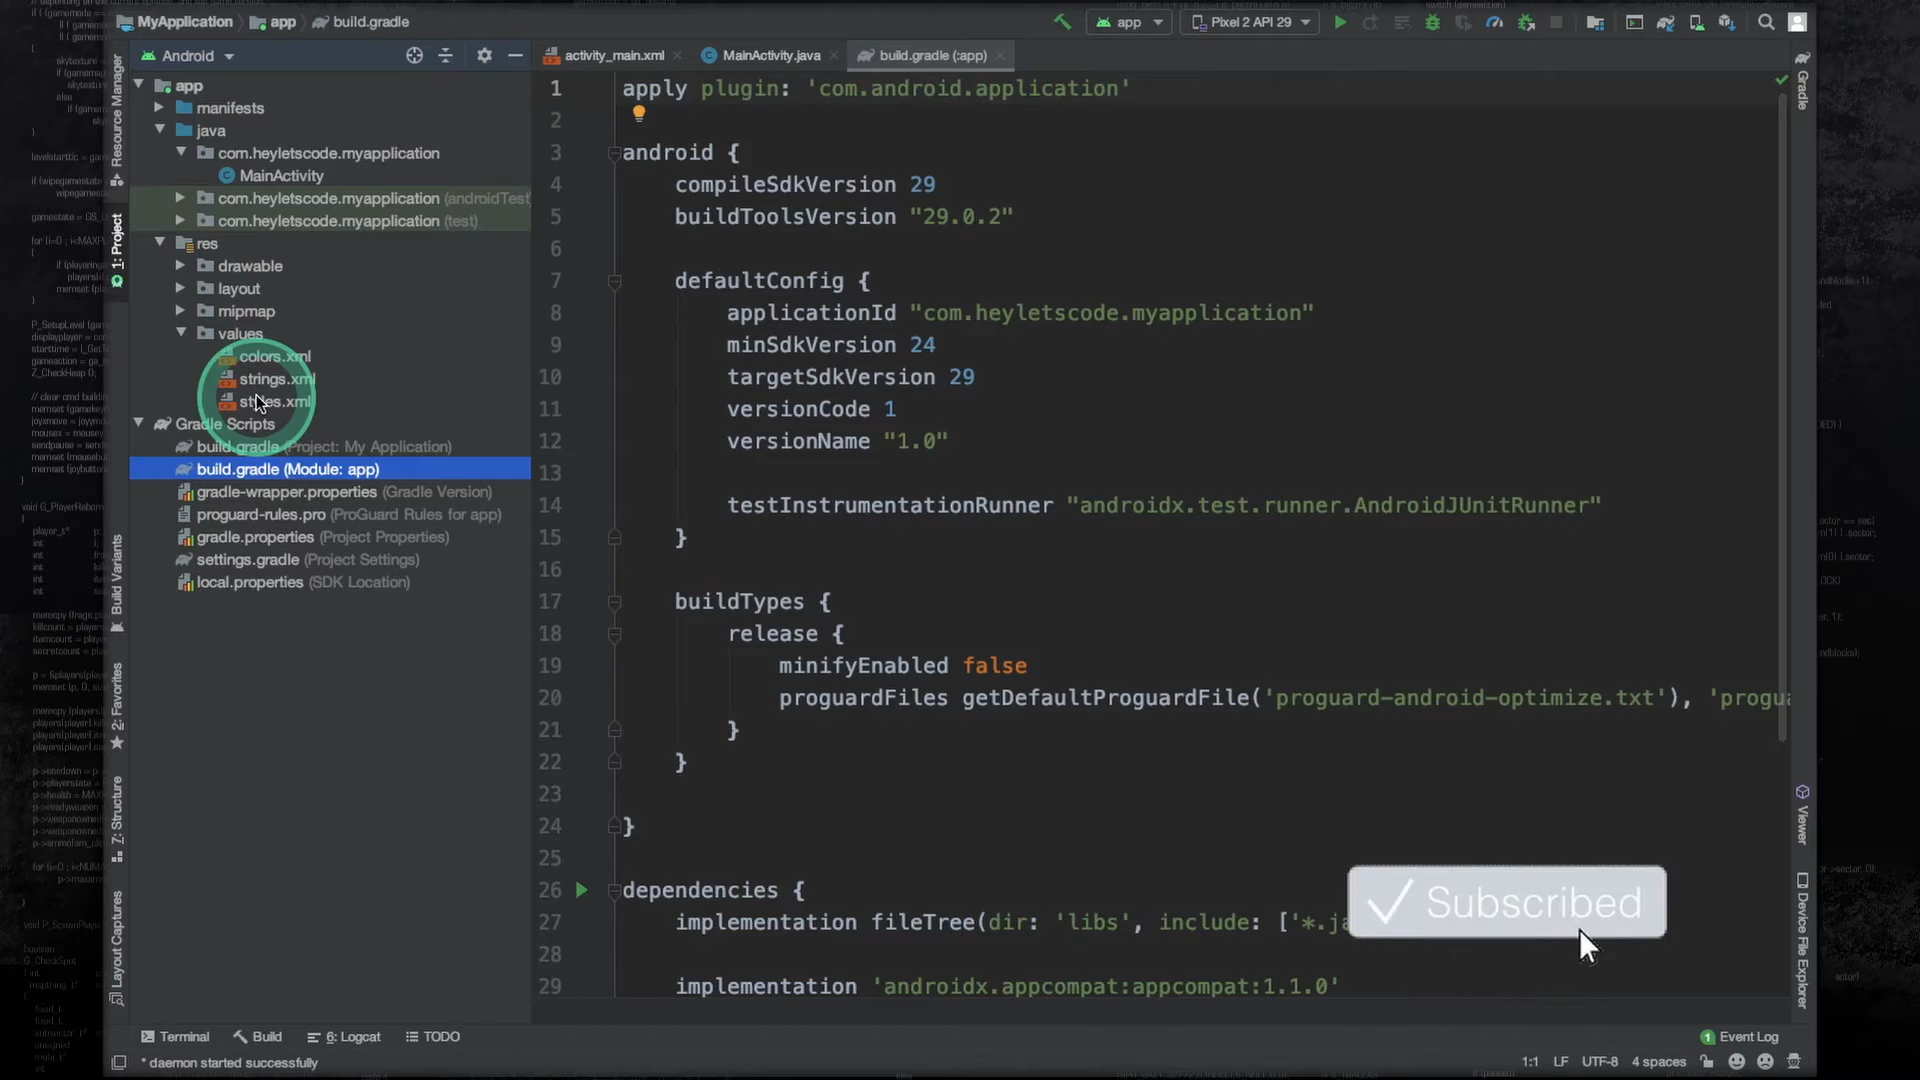 MyApplication app build.gradle
app Pixel 2 API 29
Android
activity_main.xml MainActivity.java build.gradle (:app)
app
manifests
java
com.heyletscode.myapplication
MainActivity
com.heyletscode.myapplication (androidTest)
com.heyletscode.myapplication (test)
res
drawable
layout
mipmap
values
colors.xml
strings.xml
styles.xml
Gradle Scripts
build.gradle (Project: My Application)
build.gradle (Module: app)
gradle-wrapper.properties (Gradle Version)
proguard-rules.pro (ProGuard Rules for app)
gradle.properties (Project Properties)
settings.gradle (Project Settings)
local.properties (SDK Location)
Resource Manager
1: Project
Build Variants
2: Favorites
7: Structure
Layout Captures
1 apply plugin: 'com.android.application'
2
3 android {
4 compileSdkVersion 29
5 buildToolsVersion "29.0.2"
6
7 defaultConfig {
8 applicationId "com.heyletscode.myapplication"
9 minSdkVersion 24
10 targetSdkVersion 29
11 versionCode 1
12 versionName "1.0"
13
14 testInstrumentationRunner "androidx.test.runner.AndroidJUnitRunner"
15 }
16
17 buildTypes {
18 release {
19 minifyEnabled false
20 proguardFiles getDefaultProguardFile('proguard-android-optimize.txt'), 'progua
21 }
22 }
23
24 }
25
26 dependencies {
27 implementation fileTree(dir: 'libs', include: ['*.ja
28
29 implementation 'androidx.appcompat:appcompat:1.1.0'
Subscribed
Gradle
Viewer
Device File Explorer
Terminal Build 6: Logcat TODO 1 Event Log
* daemon started successfully 1:1 LF UTF-8 4 spaces